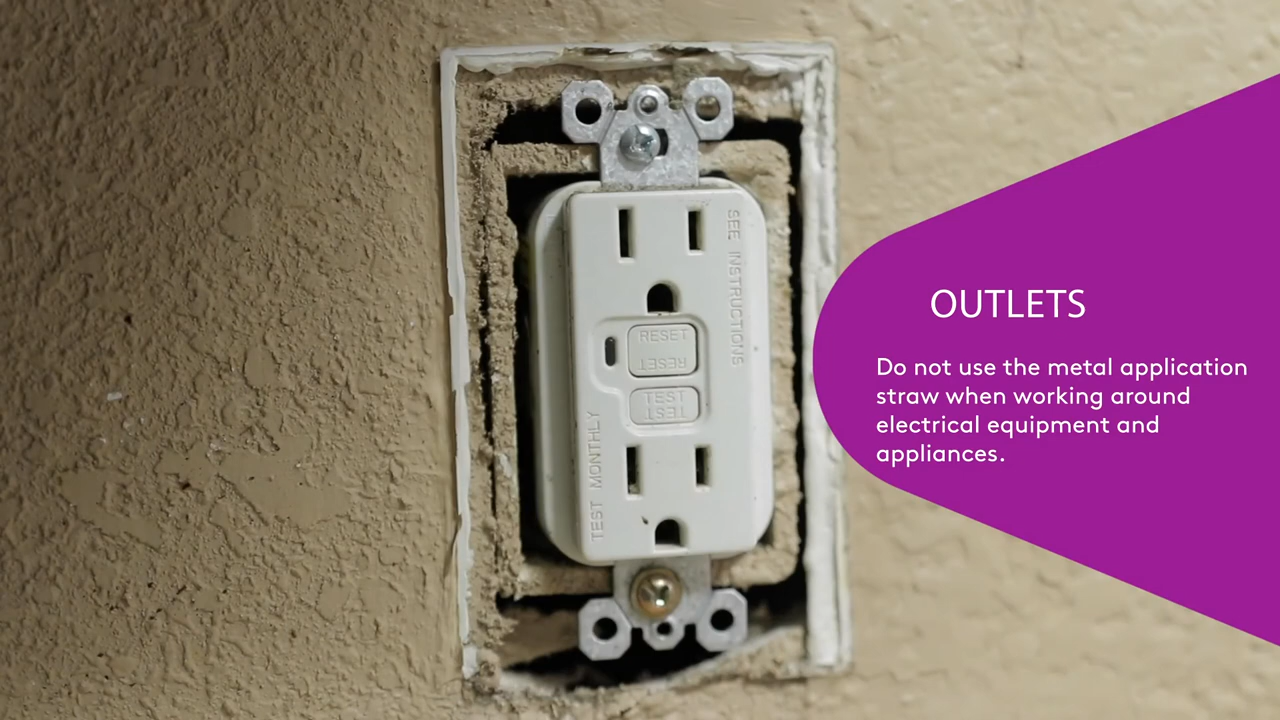 SEE INSTRUCTIONS
RESET
RESET
TEST
TEST
TEST MONTHLY
OUTLETS
Do not use the metal application
straw when working around
electrical equipment and
appliances.